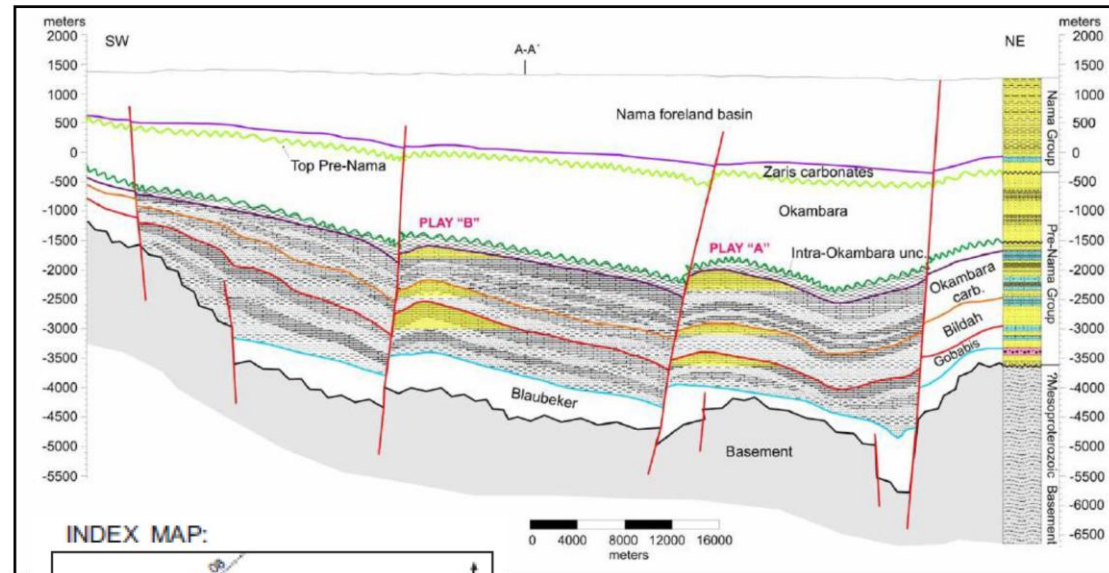 meters
2000
1500
1000
500
0
-500
-1000
-1500
-2000
-2500
-3000
-3500
-4000
-4500
-5000
-5500
SW
A-A'
NE
Nama foreland basin
Top Pre-Nama
Zaris carbonates
Okambara
PLAY "B"
PLAY "A"
Intra-Okambara unc.
Okambara
carb.
Bildah
Gobabis
Blaubeker
Basement
meters
2000
1500
1000
500
0
-500
-1000
-1500
-2000
-2500
-3000
-3500
-4000
-4500
-5000
-5500
-6000
-6500
Nama Group
Pre-Nama Group
?Mesoproterozoic Basement
0 4000 8000 12000 16000
meters
INDEX MAP: